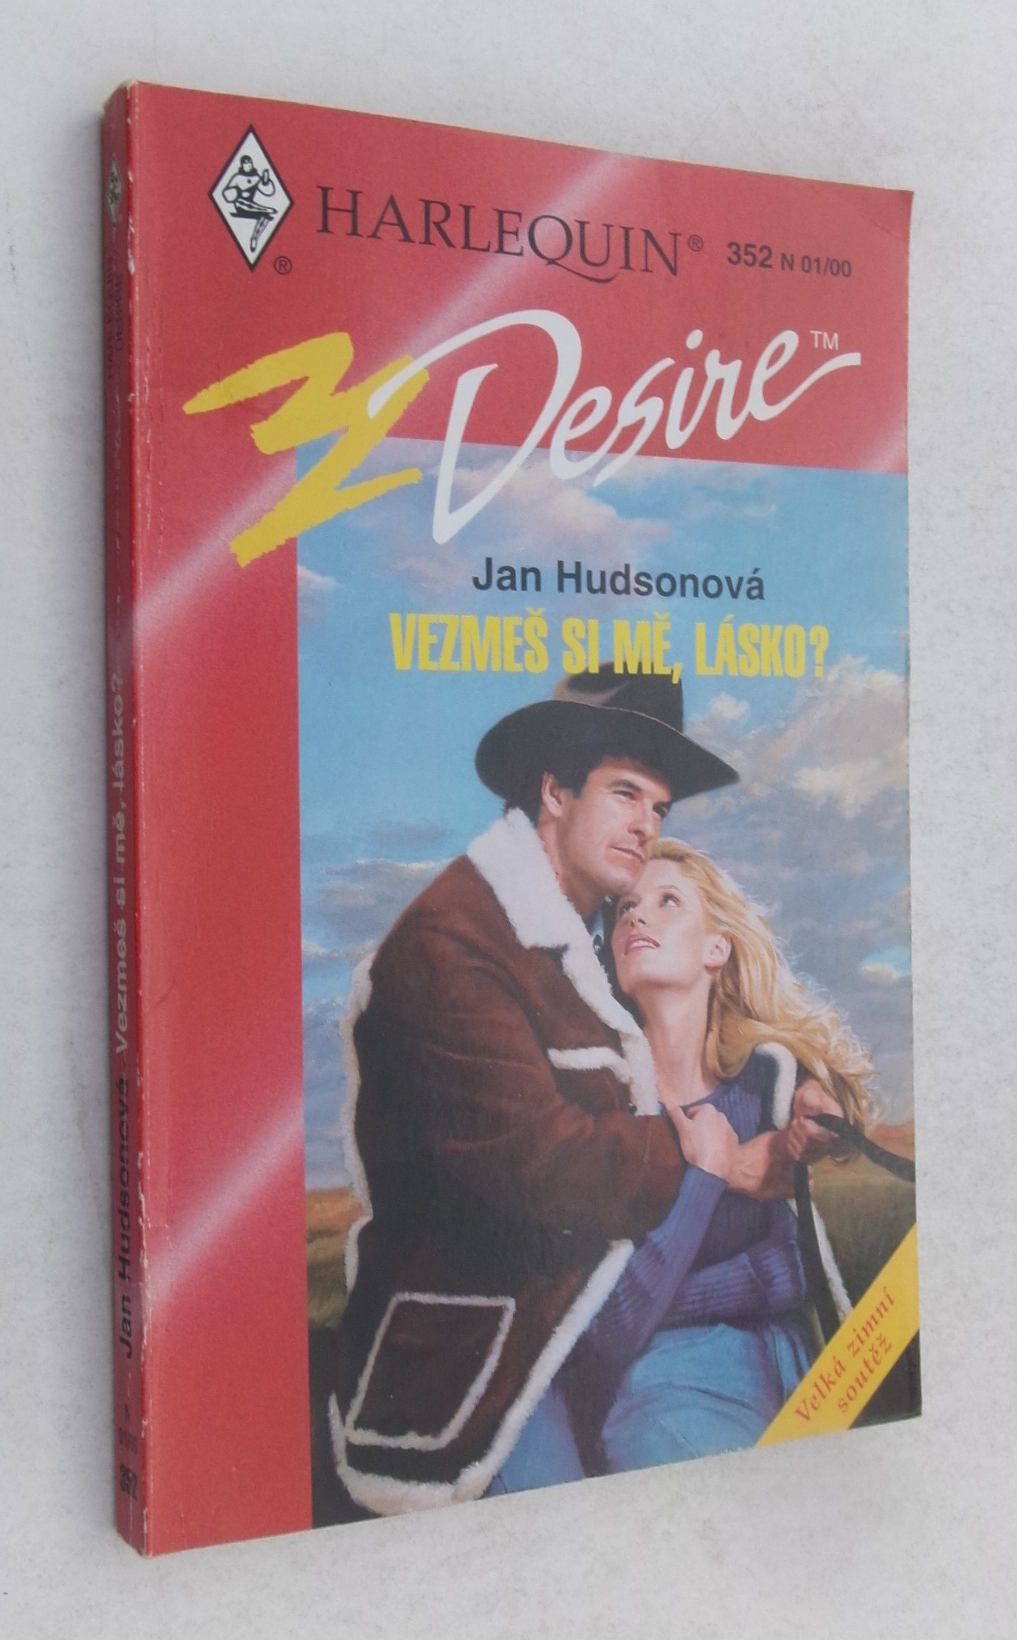 HARLEQUIN®
352 N 01/00
®
Desire™
Jan Hudsonová
VEZMEŠ SI MĚ, LÁSKO?
Velká zimní
soutěž
Jan Hudsonová Vezmeš si mě, lásko?
352